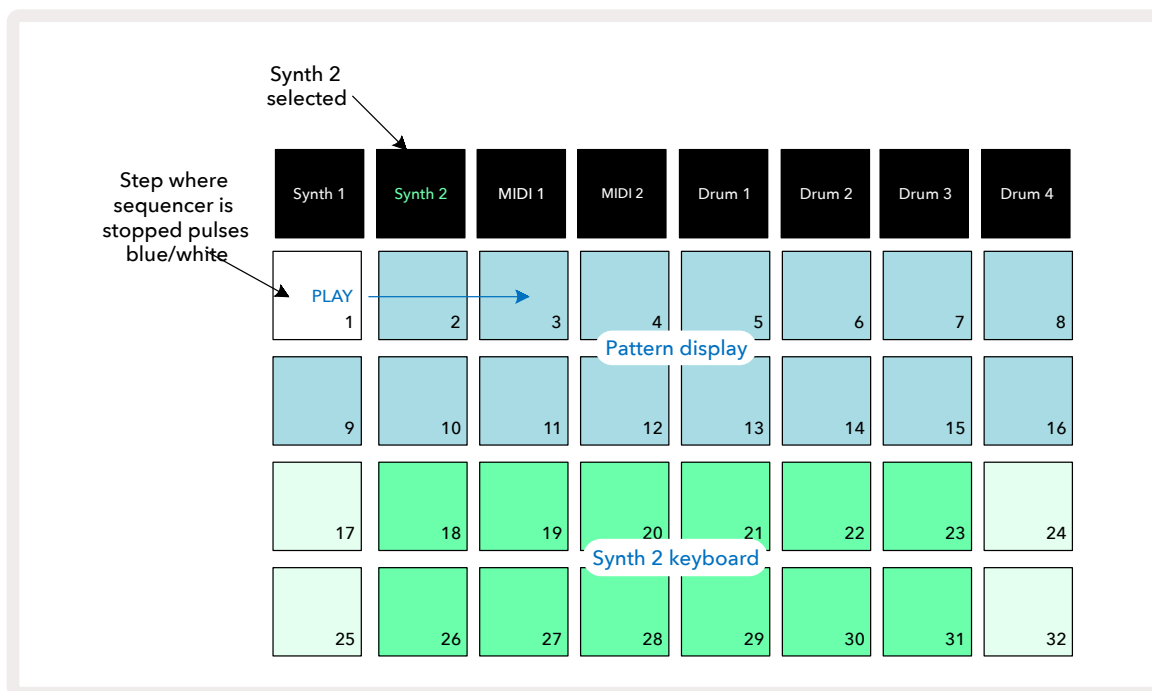 Synth 2
selected
Step where
sequencer is
stopped pulses
blue/white
Synth 1 Synth 2 MIDI 1 MIDI 2 Drum 1 Drum 2 Drum 3 Drum 4
PLAY
1 2 3 4 5 6 7 8
Pattern display
9 10 11 12 13 14 15 16
17 18 19 20 21 22 23 24
Synth 2 keyboard
25 26 27 28 29 30 31 32